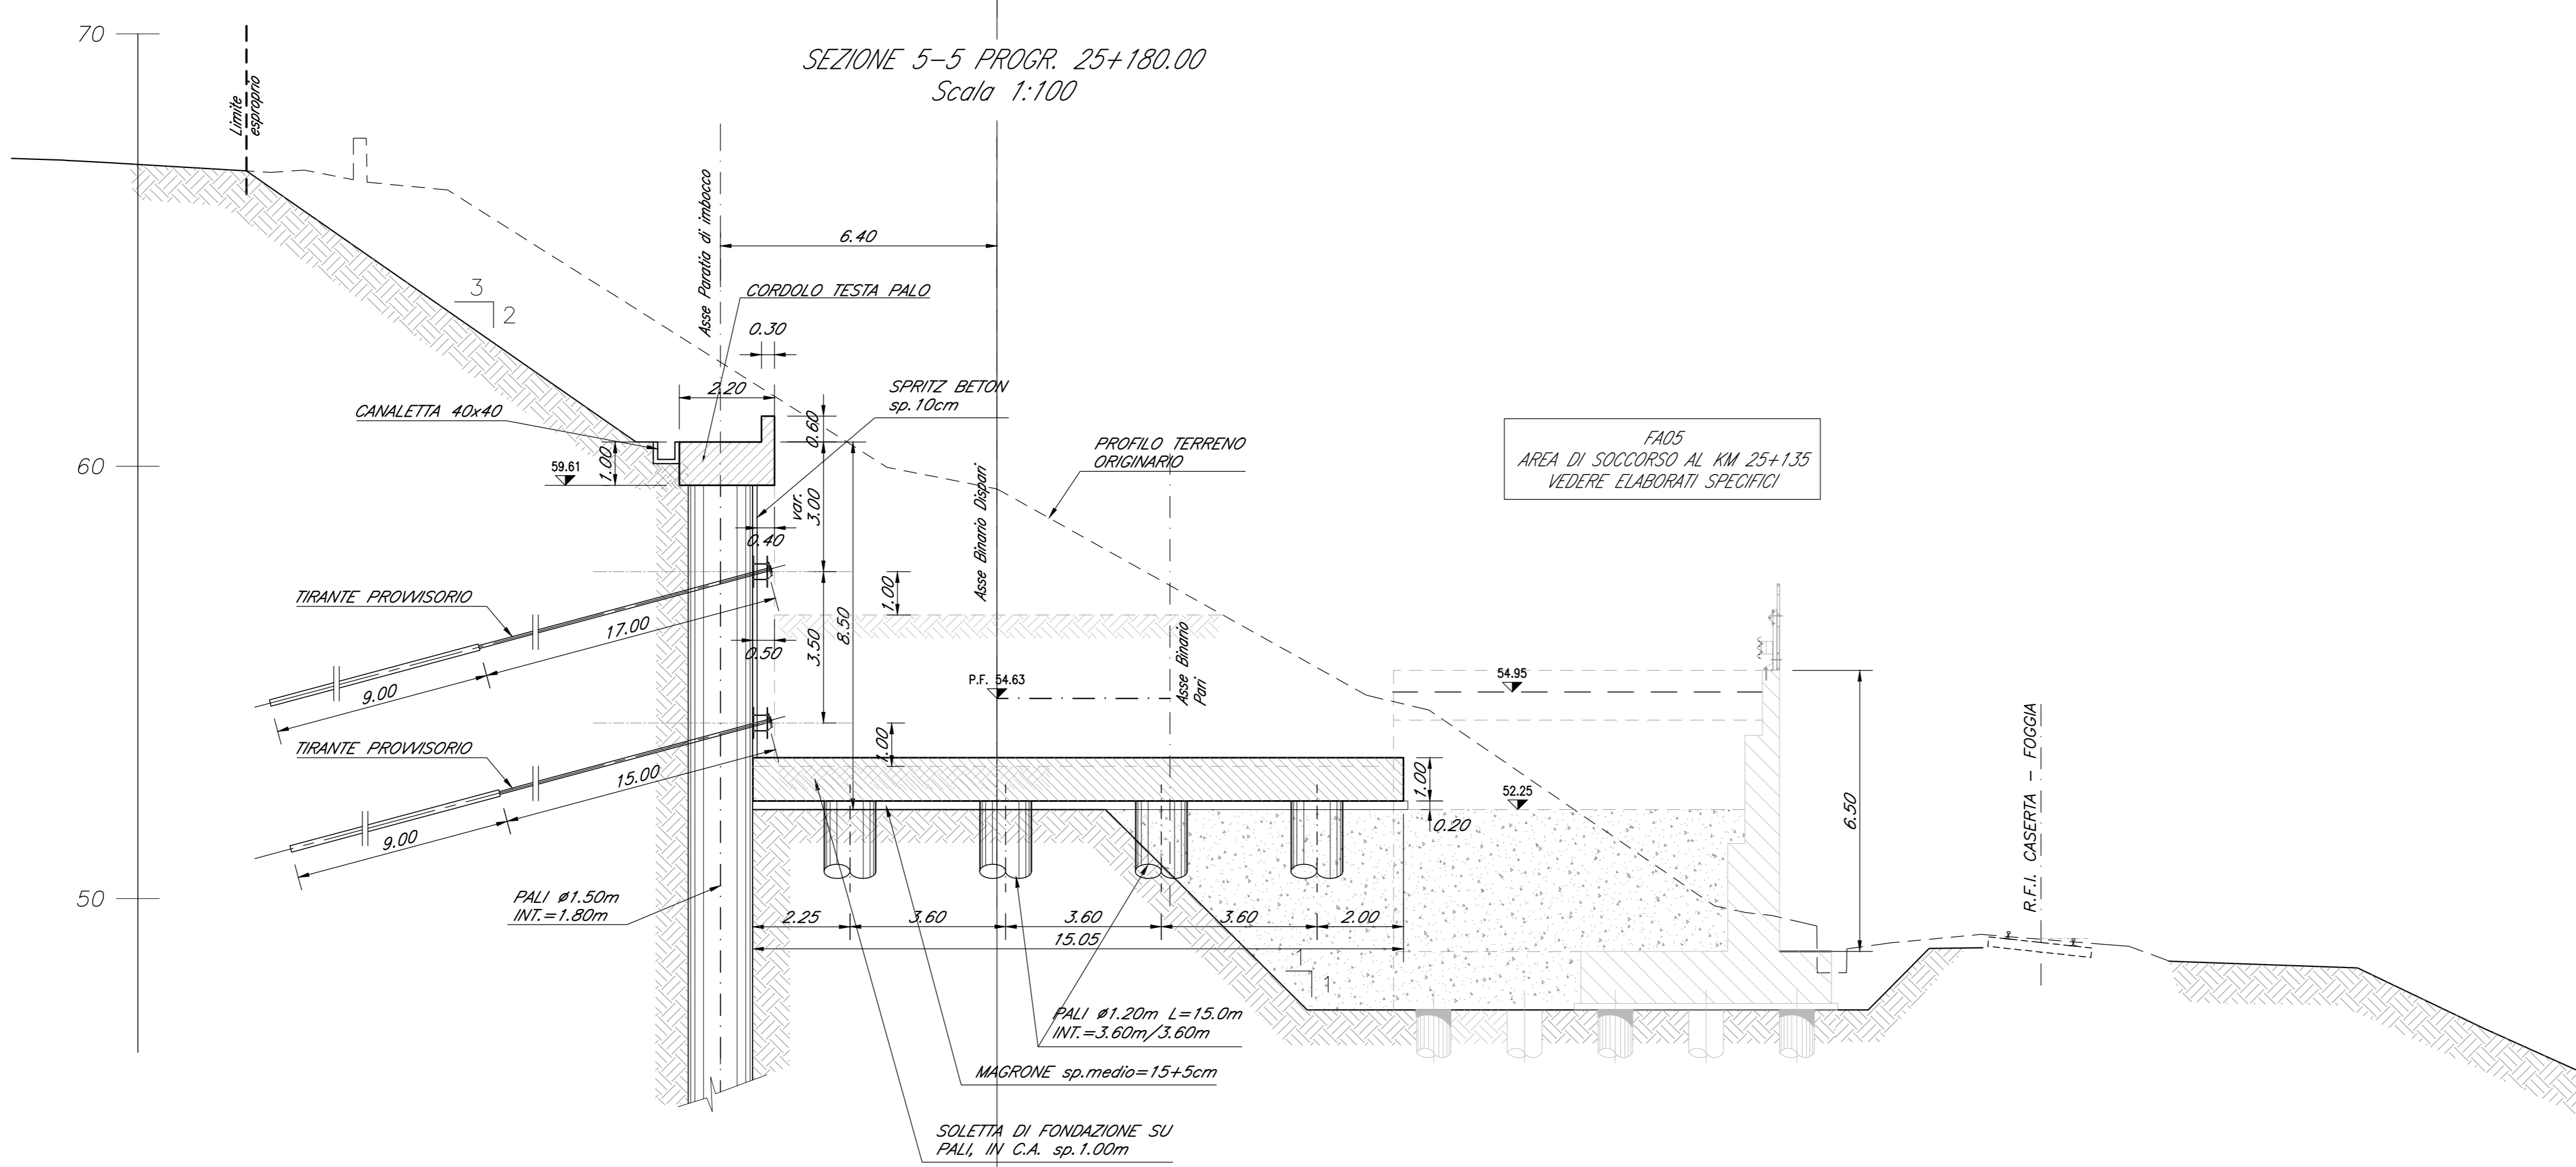 SEZIONE 5-5 PROGR. 25+180.00
Scala 1:100
70
60
50
Limite
esproprio
3
2
Asse Paratia di imbocco
6.40
CORDOLO TESTA PALO
0.30
2.20
SPRITZ BETON
sp.10cm
CANALETTA 40x40
0.60
1.00
59.61
var.
3.00
0.40
Asse Binario Dispari
PROFILO TERRENO
ORIGINARIO
FA05
AREA DI SOCCORSO AL KM 25+135
VEDERE ELABORATI SPECIFICI
TIRANTE PROVVISORIO
17.00
9.00
1.00
8.50
3.50
0.50
Asse Binario
Pari
P.F. 54.63
54.95
TIRANTE PROVVISORIO
15.00
9.00
1.00
1.00
52.25
0.20
6.50
R.F.I. CASERTA - FOGGIA
PALI ø1.50m
INT.=1.80m
2.25
3.60
3.60
3.60
2.00
15.05
1
1
PALI ø1.20m L=15.0m
INT.=3.60m/3.60m
MAGRONE sp.medio=15+5cm
SOLETTA DI FONDAZIONE SU
PALI, IN C.A. sp.1.00m